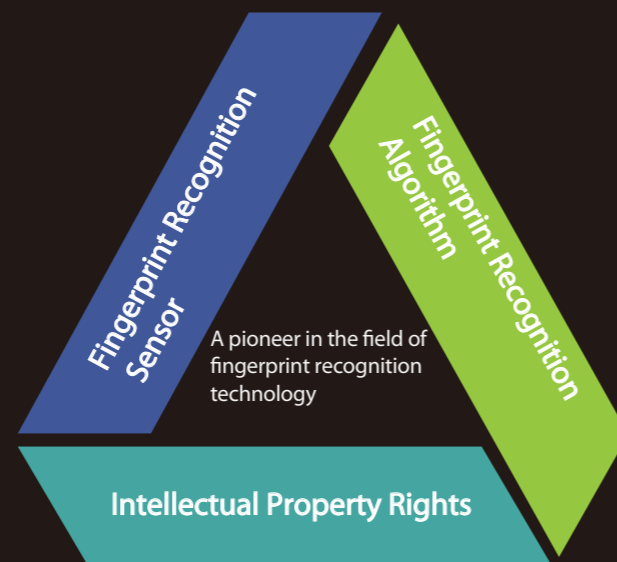 Fingerprint Recognition
Sensor
Fingerprint Recognition
Algorithm
A pioneer in the field of
fingerprint recognition
technology
Intellectual Property Rights